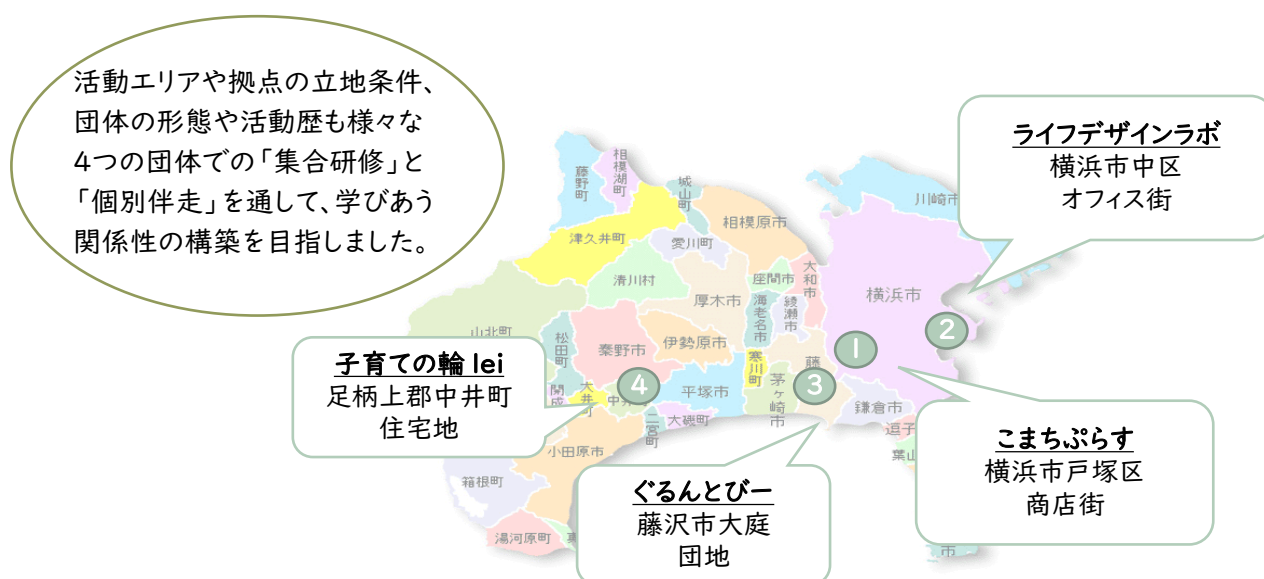 活動エリアや拠点の立地条件、
団体の形態や活動歴も様々な
4つの団体での「集合研修」と
「個別伴走」を通して、学びあう
関係性の構築を目指しました。
ライフデザインラボ
横浜市中区
オフィス街
子育ての輪 lei
足柄上郡中井町
住宅地
ぐるんとびー
藤沢市大庭
団地
こまちぷらす
横浜市戸塚区
商店街
藤野町
相模湖町
城山町
津久井町
相模原市
愛川町
清川村
厚木市
座間市
大和市
海老名市
綾瀬市
川崎市
横浜市
山北町
松田町
秦野市
伊勢原市
寒川町
茅ヶ崎市
藤
平塚市
開成
大井町
中井
二宮町
大磯町
鎌倉市
逗子
葉山
小田原市
箱根町
湯河原町
市
1
2
3
4